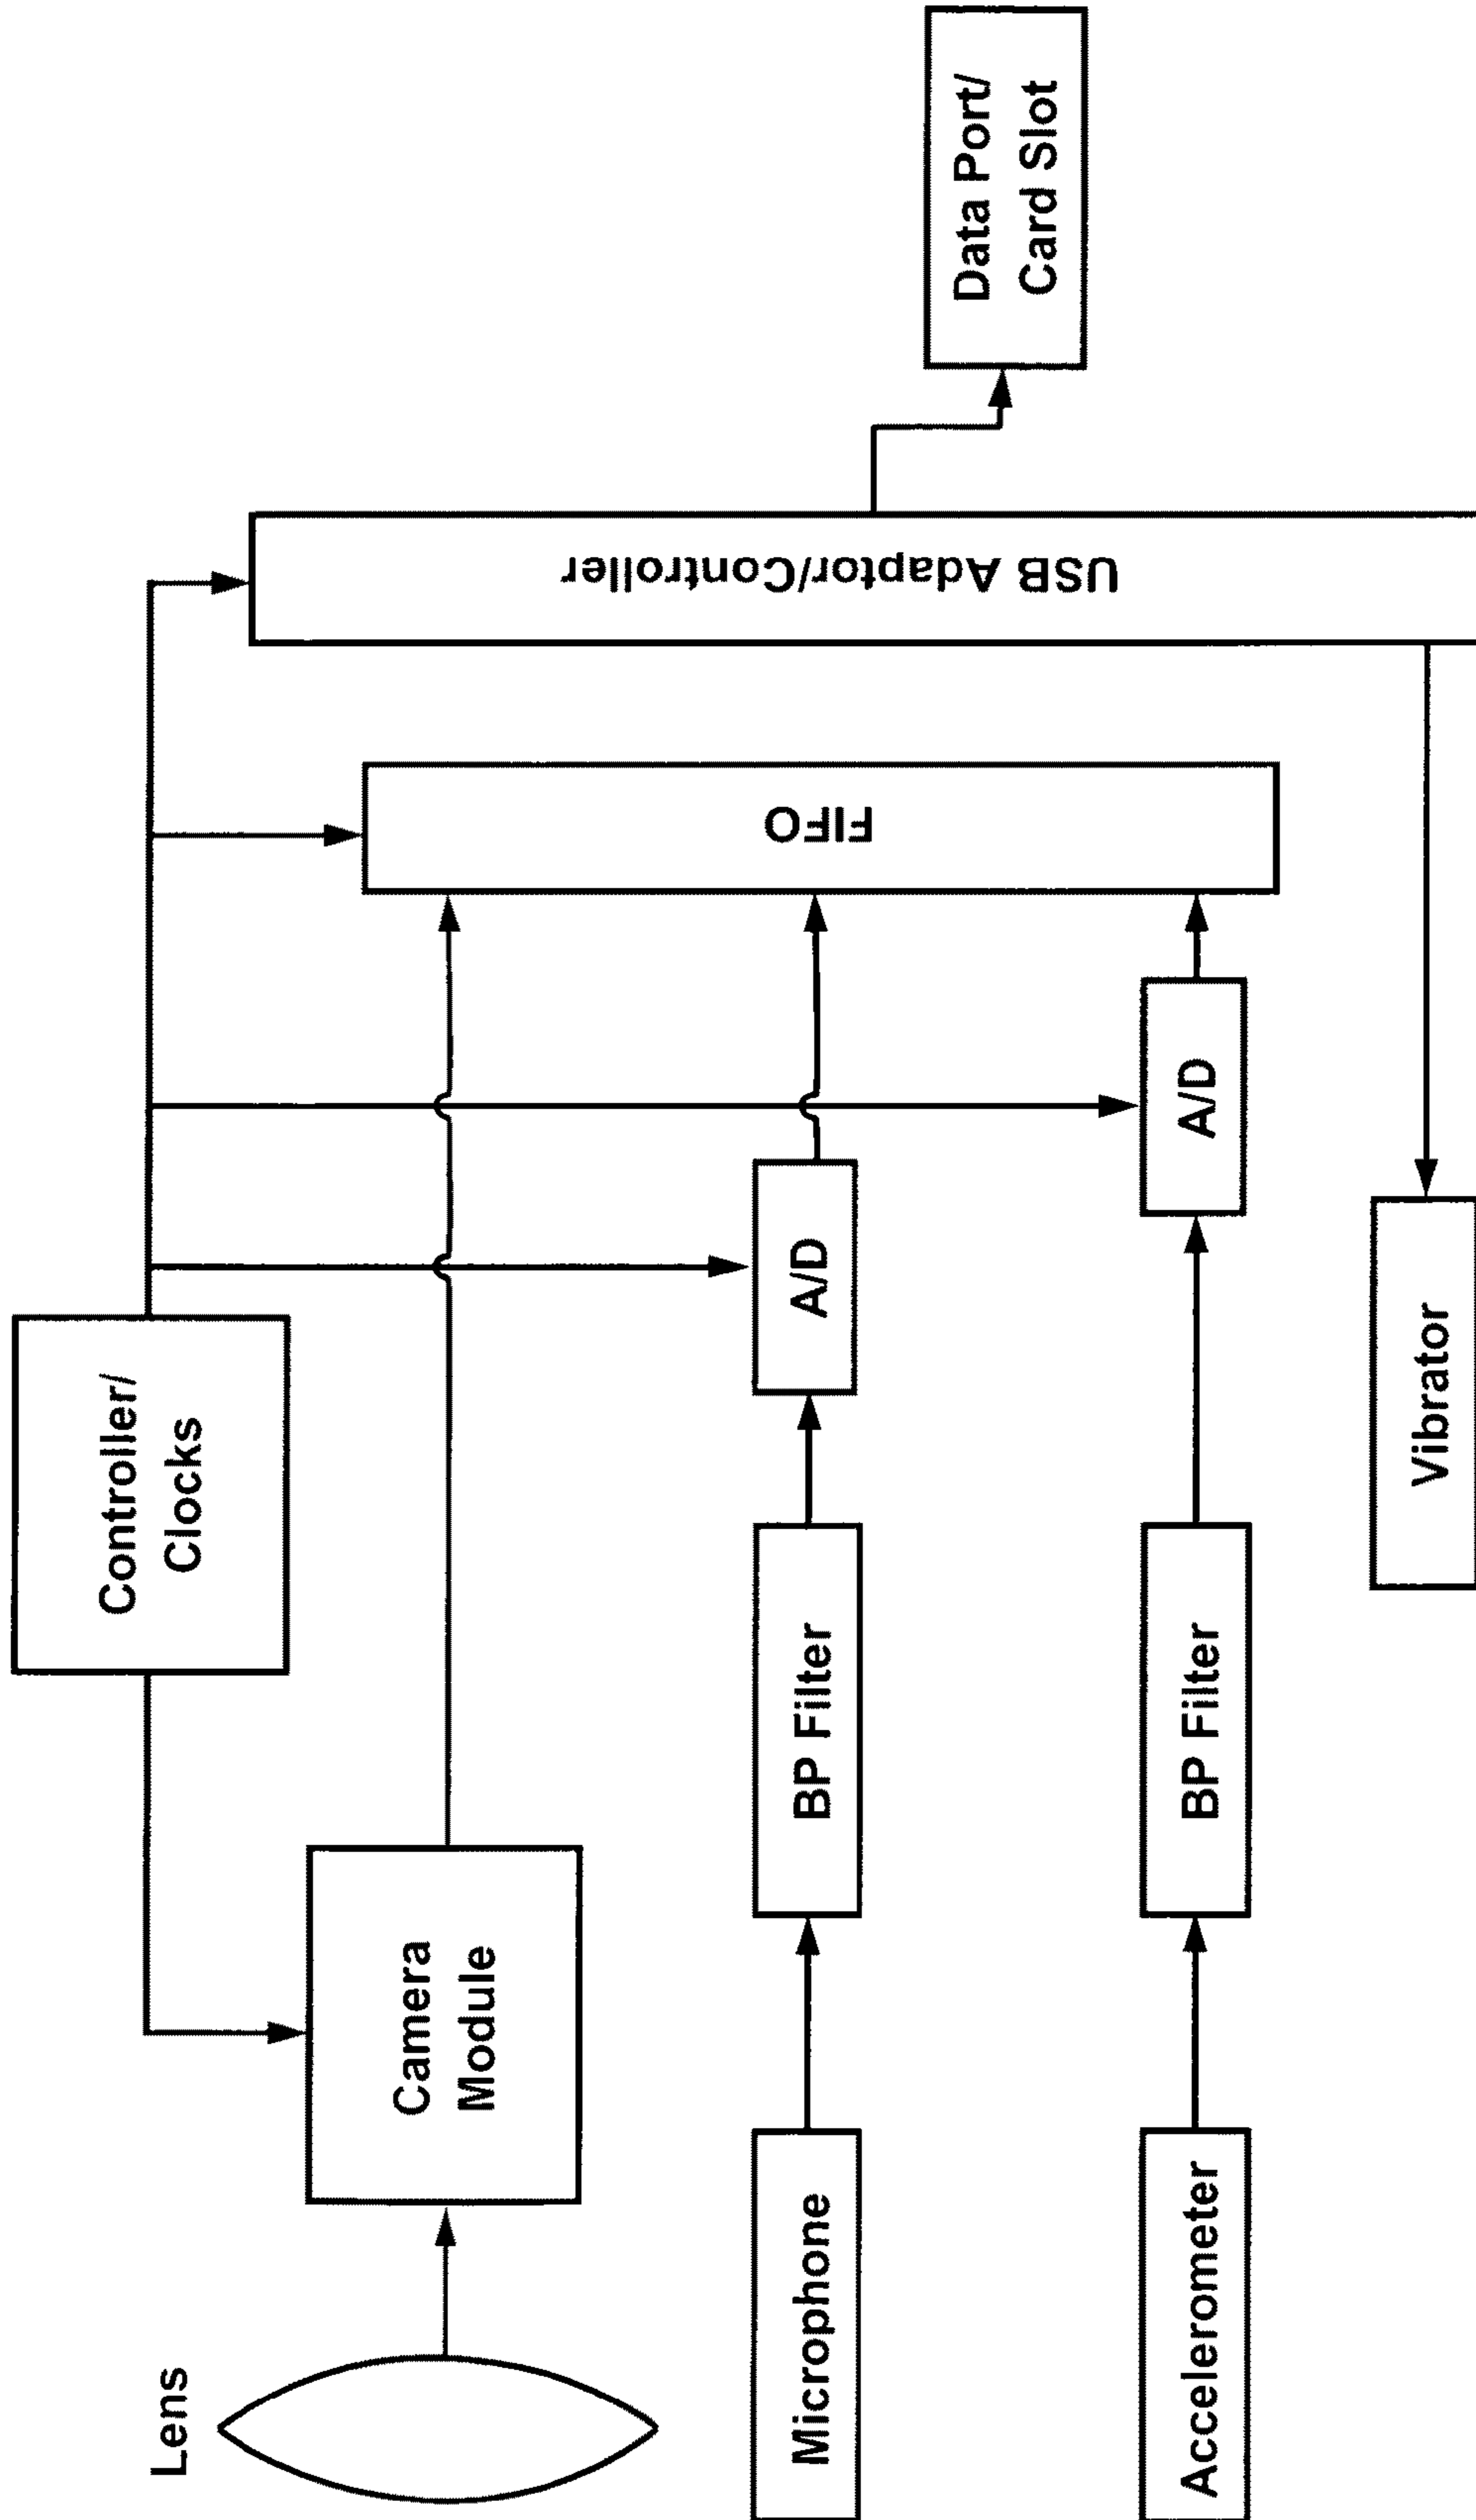 Lens
Controller/
Clocks
Camera
Module
Microphone
BP Filter
A/D
Accelerometer
BP Filter
A/D
Vibrator
FIFO
USB Adaptor/Controller
Data Port/
Card Slot